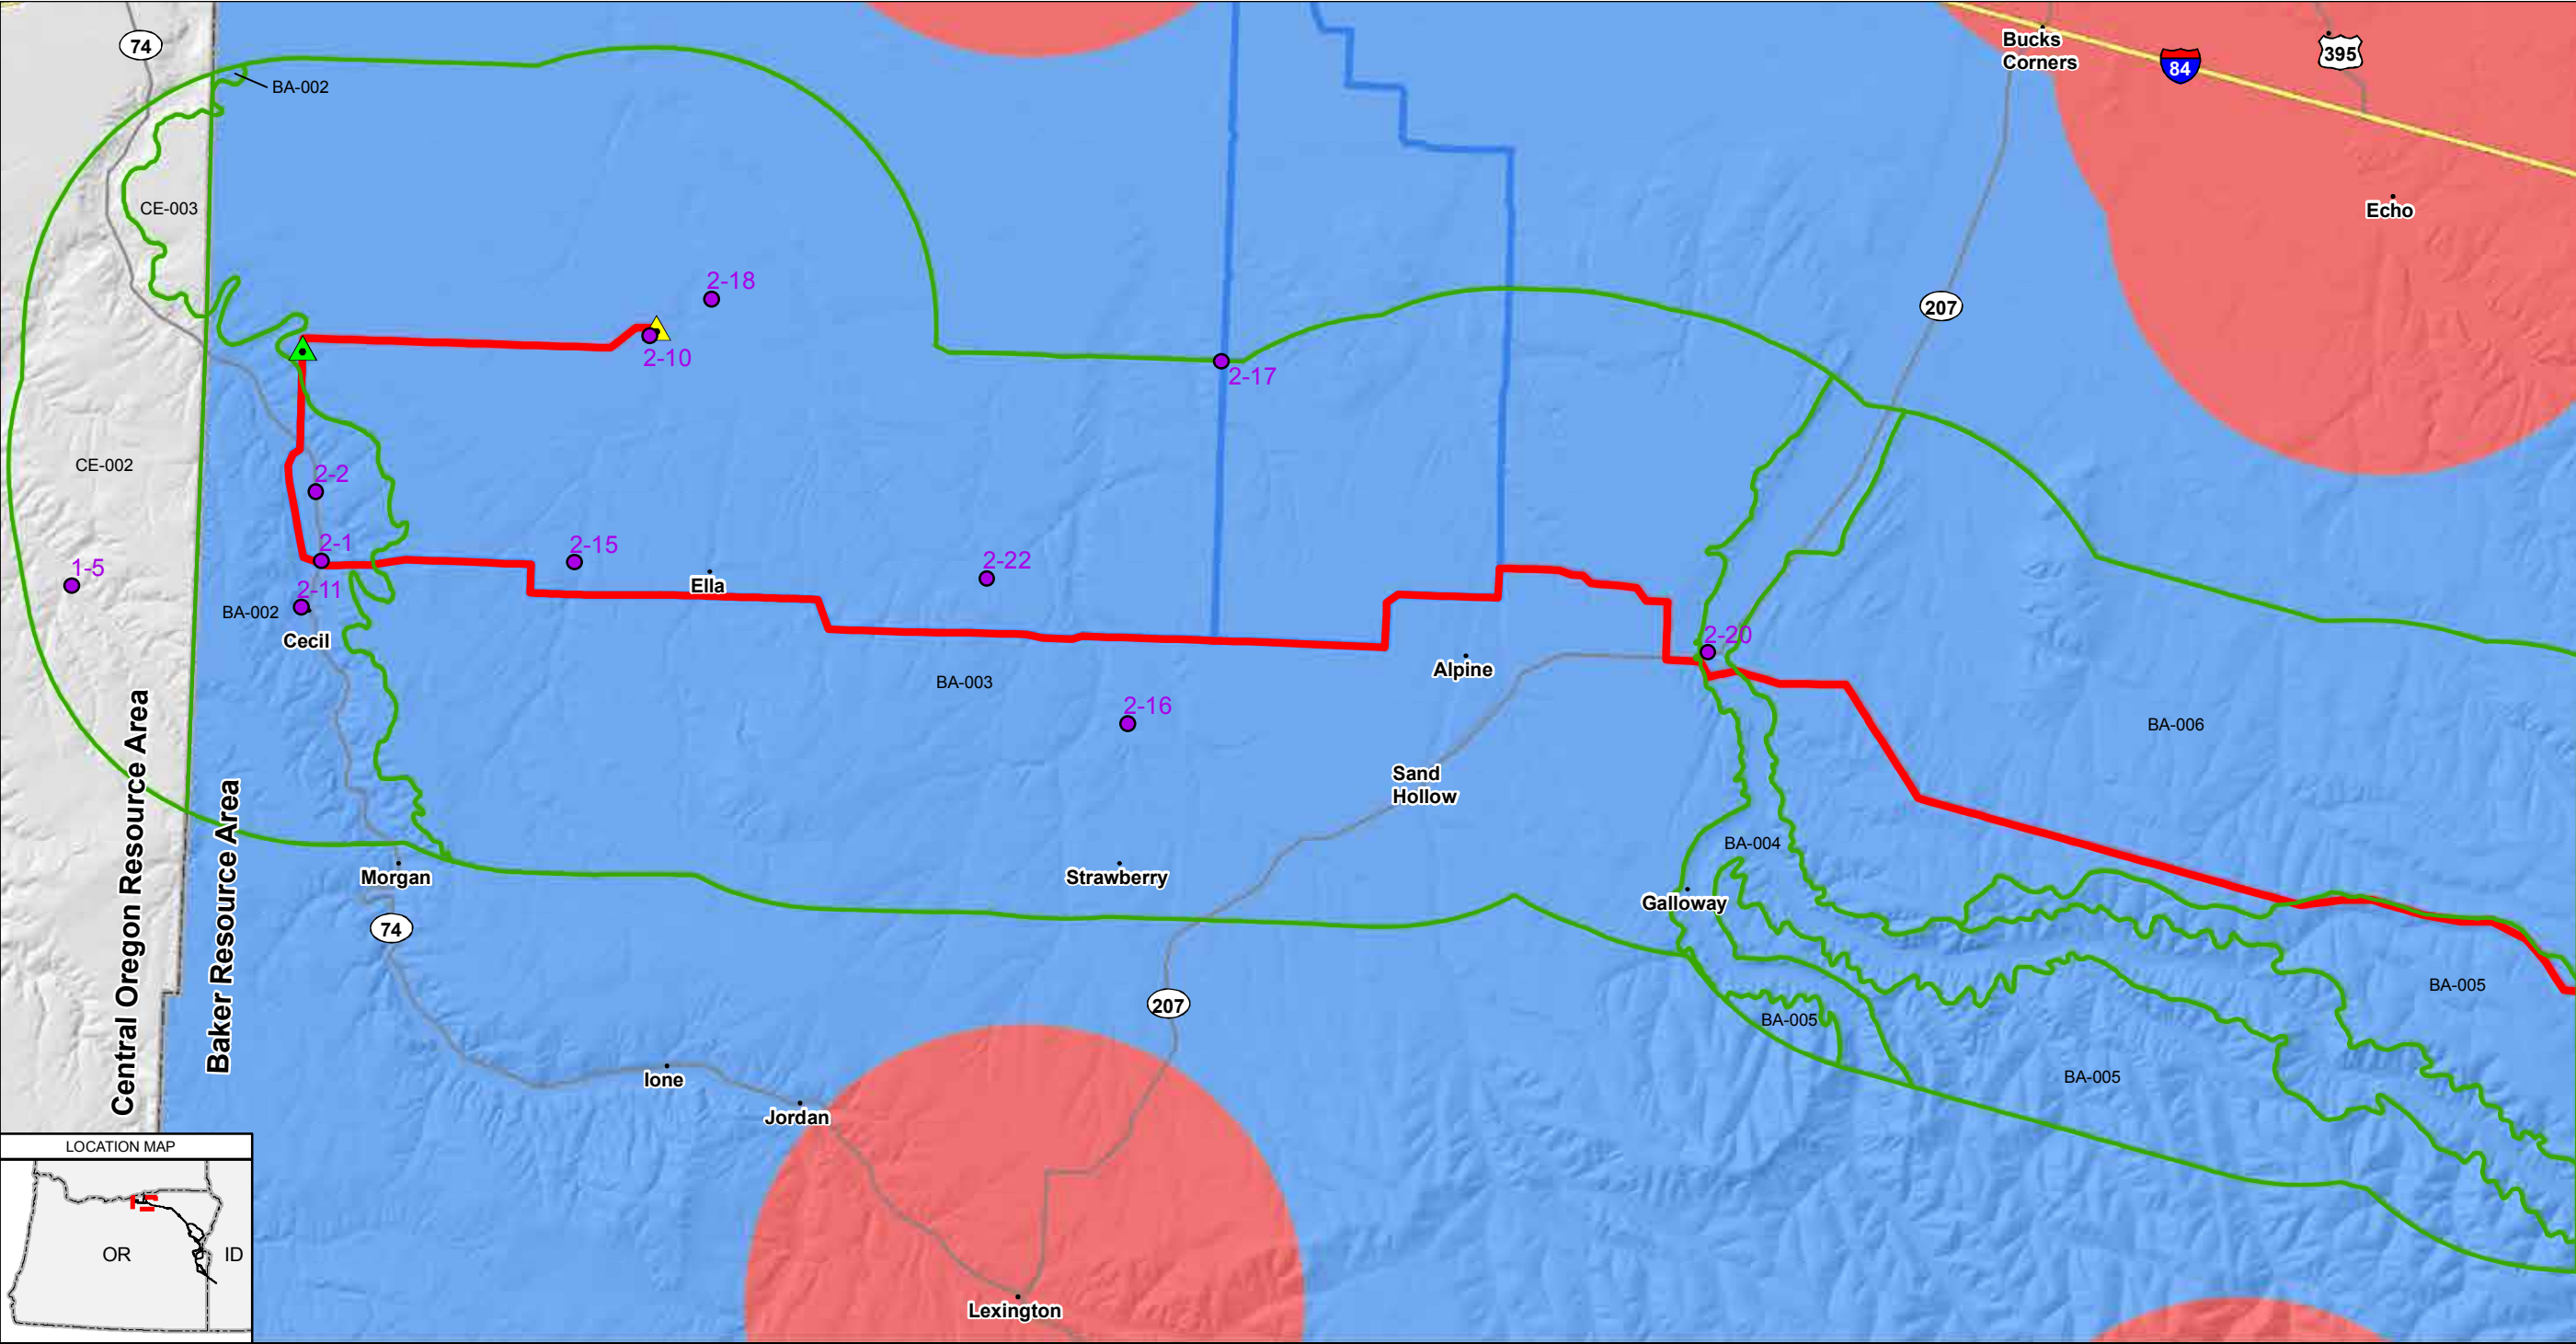 74
BA-002
CE-003
Bucks
Corners
84
395
Echo
2-18
2-10
207
2-17
CE-002
2-2
2-1
1-5
2-11
BA-002
Cecil
2-15
Ella
2-22
2-20
Alpine
BA-003
2-16
BA-006
Central Oregon Resource Area
Baker Resource Area
Sand
Hollow
BA-004
Morgan
Strawberry
Galloway
74
207
BA-005
BA-005
BA-005
Ione
Jordan
Lexington
LOCATION MAP
OR
ID